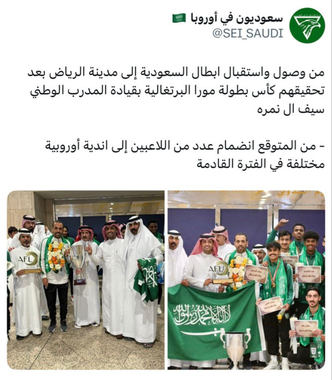 سعوديون في أوروبا 🇸🇦
@SEI_SAUDI
من وصول واستقبال ابطال السعودية إلى مدينة الرياض بعد
تحقيقهم كأس بطولة مورا البرتغالية بقيادة المدرب الوطني
سيف ال نمره
- من المتوقع انضمام عدد من اللاعبين إلى اندية أوروبية
مختلفة في الفترة القادمة